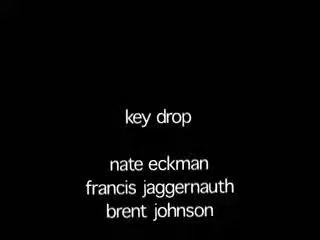 key drop
nate eckman
francis jaggernauth
brent johnson